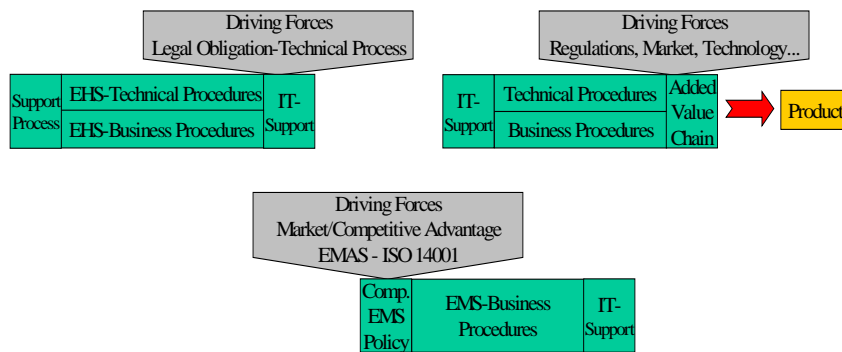 Driving Forces
Legal Obligation-Technical Process
Support
Process
EHS-Technical Procedures
EHS-Business Procedures
IT-
Support
Driving Forces
Regulations, Market, Technology...
IT-
Support
Technical Procedures
Business Procedures
Added
Value
Chain
Product
Driving Forces
Market/Competitive Advantage
EMAS - ISO 14001
Comp.
EMS
Policy
EMS-Business
Procedures
IT-
Support